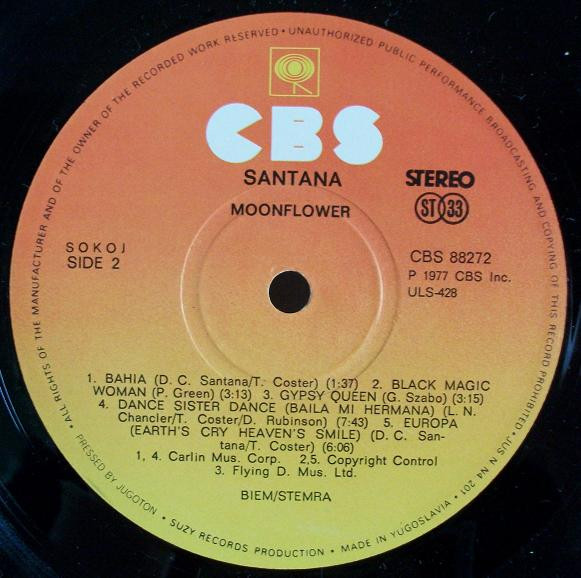 • ALL RIGHTS OF THE MANUFACTURER AND OF THE OWNER OF THE RECORDED WORK RESERVED • UNAUTHORIZED PUBLIC PERFORMANCE BROADCASTING AND COPYING OF THIS RECORD PROHIBITED • JUS N N4 201
CBS
SANTANA
STEREO
MOONFLOWER
ST 33
SOKOJ
SIDE 2
CBS 88272
P 1977 CBS Inc.
ULS-428
1. BAHIA (D. C. Santana/T. Coster) (1:37) 2. BLACK MAGIC
WOMAN (P. Green) (3:13) 3. GYPSY QUEEN (G. Szabo) (3:15)
4. DANCE SISTER DANCE (BAILA MI HERMANA) (L. N.
Chancler/T. Coster/D. Rubinson) (7:43) 5. EUROPA
(EARTH'S CRY HEAVEN'S SMILE) (D. C. San-
tana/T. Coster) (6:06)
1, 4. Carlin Mus. Corp. 2,5. Copyright Control
3. Flying D. Mus. Ltd.
BIEM/STEMRA
PRESSED BY JUGOTON • SUZY RECORDS PRODUCTION • MADE IN YUGOSLAVIA •